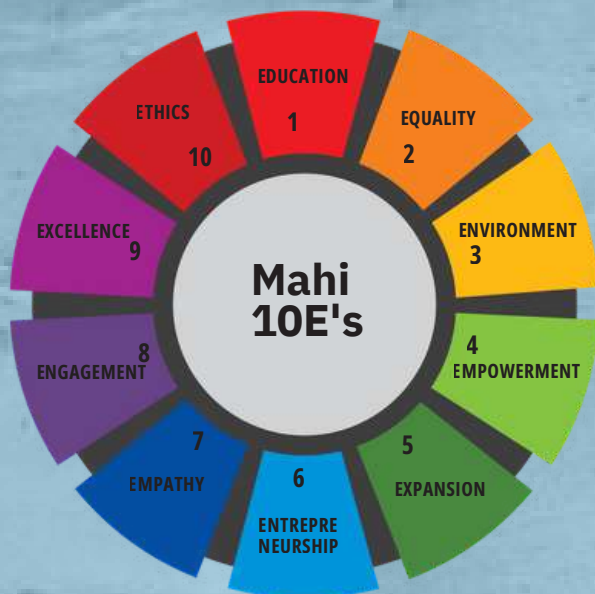 EDUCATION
1
EQUALITY
2
ENVIRONMENT
3
4
EMPOWERMENT
5
EXPANSION
6
ENTREPRE
NEURSHIP
7
EMPATHY
8
ENGAGEMENT
EXCELLENCE
9
ETHICS
10
Mahi
10E's